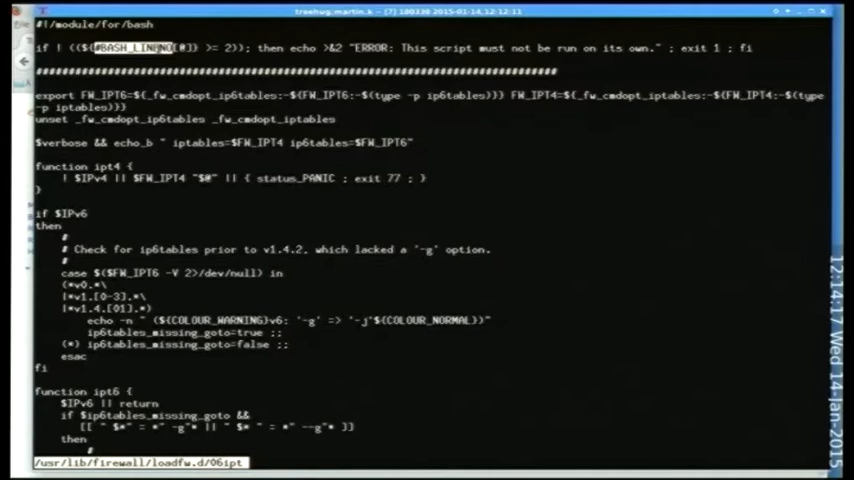 treehug:martin.k - [7] 180x38 2015-01-14,12:12:11
#!/module/for/bash
if ! ((${#BASH_LINENO[@]} >= 2)); then echo >&2 "ERROR: This script must not be run on its own." ; exit 1 ; fi
################################################################################
export FW_IPT6=${_fw_cmdopt_ip6tables:-${FW_IPT6:-$(type -p ip6tables)}} FW_IPT4=${_fw_cmdopt_iptables:-${FW_IPT4:-$(type
-p iptables)}}
unset _fw_cmdopt_ip6tables _fw_cmdopt_iptables
$verbose && echo_b " iptables=$FW_IPT4 ip6tables=$FW_IPT6"
function ipt4 {
! $IPv4 || $FW_IPT4 "$@" || { status_PANIC ; exit 77 ; }
}
if $IPv6
then
#
# Check for ip6tables prior to v1.4.2, which lacked a '-g' option.
#
case $($FW_IPT6 -V 2>/dev/null) in
(*v0.*\
|*v1.[0-3].*\
|*v1.4.[01].*)
echo -n " (${COLOUR_WARNING}v6: '-g' => '-j'${COLOUR_NORMAL})"
ip6tables_missing_goto=true ;;
(*) ip6tables_missing_goto=false ;;
esac
fi
function ipt6 {
$IPv6 || return
if $ip6tables_missing_goto &&
[[ " $*" = *" -g"* || " $* " = *" --g"* ]]
then
#
/usr/lib/firewall/loadfw.d/06ipt
12:14:17 Wed 14-Jan-2015